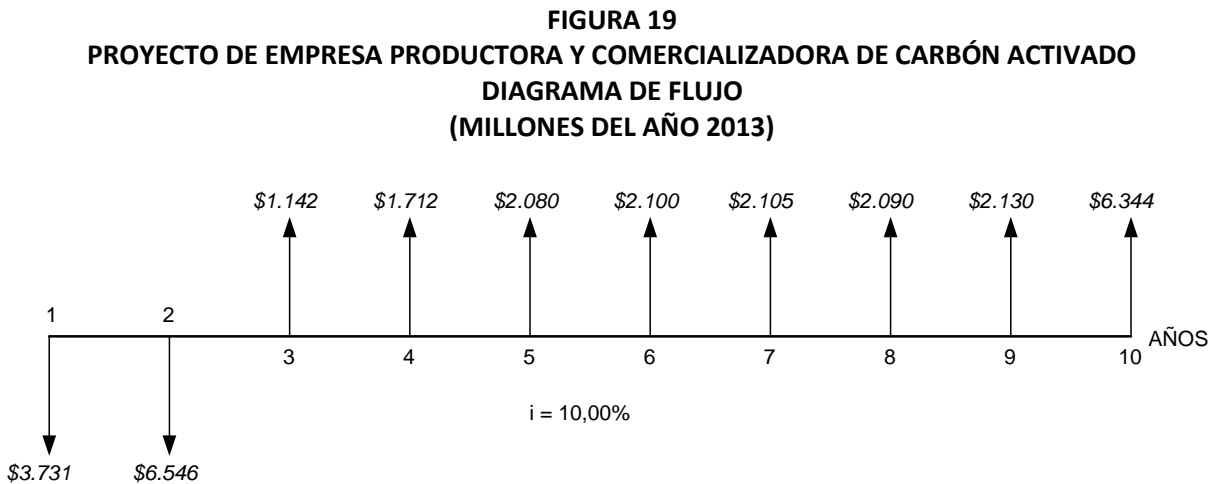 FIGURA 19
PROYECTO DE EMPRESA PRODUCTORA Y COMERCIALIZADORA DE CARBÓN ACTIVADO
DIAGRAMA DE FLUJO
(MILLONES DEL AÑO 2013)
$1.142 $1.712 $2.080 $2.100 $2.105 $2.090 $2.130 $6.344
1 2
AÑOS
3 4 5 6 7 8 9 10
i = 10,00%
$3.731 $6.546